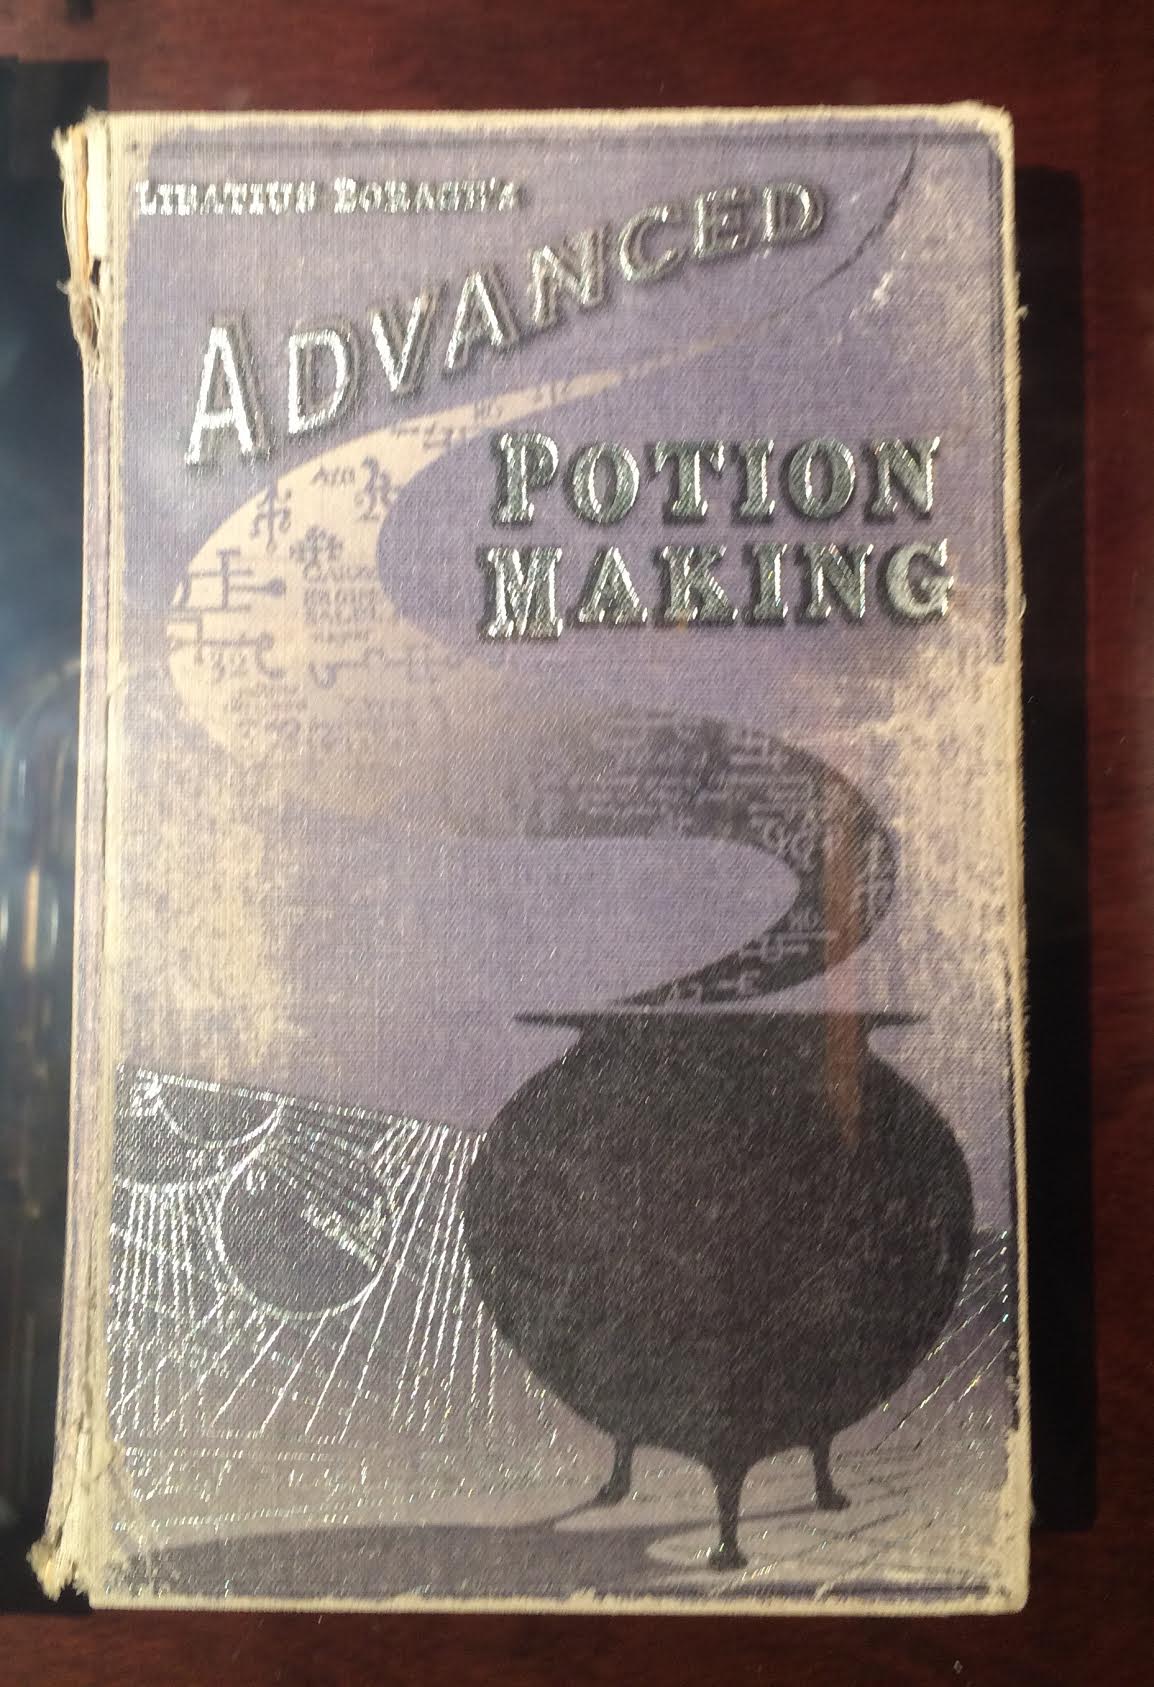 LIBATIUS BORAGE'S
ADVANCED
POTION
MAKING